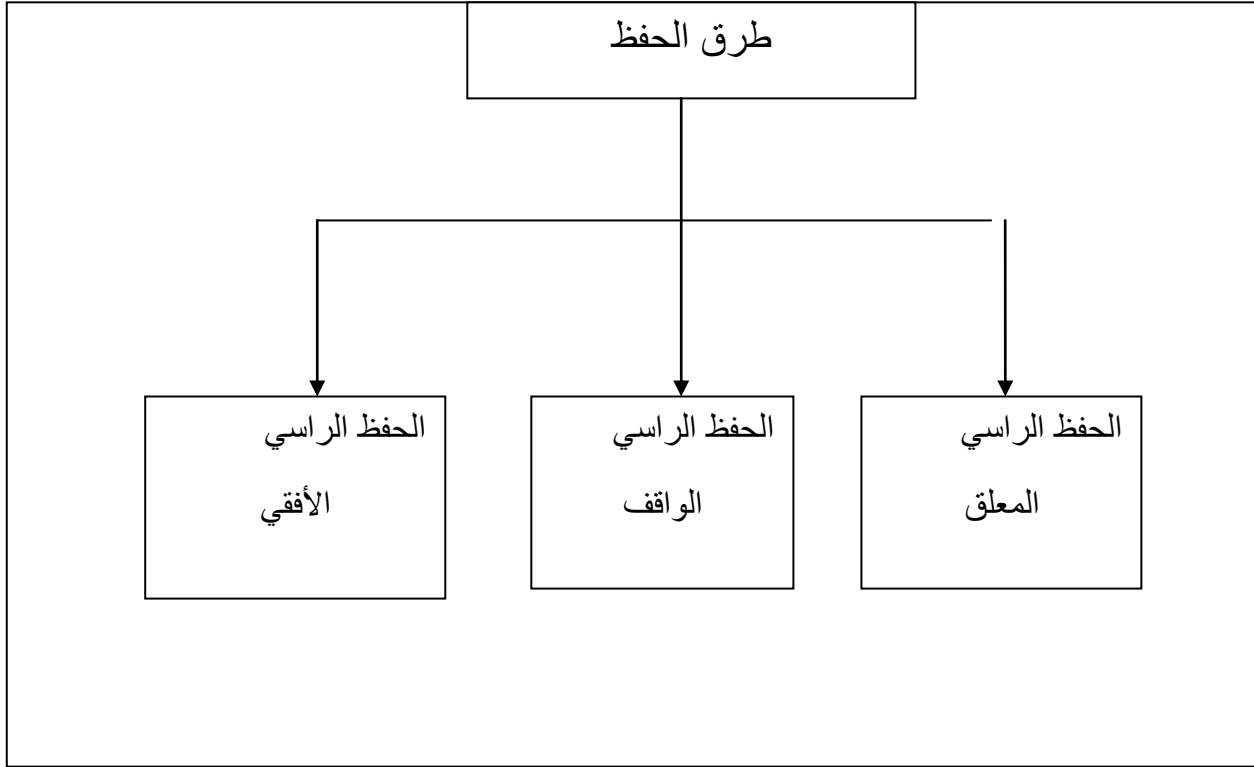 طرق الحفظ
الحفظ الراسي
المعلق
الحفظ الراسي
الواقف
الحفظ الراسي
الأفقي